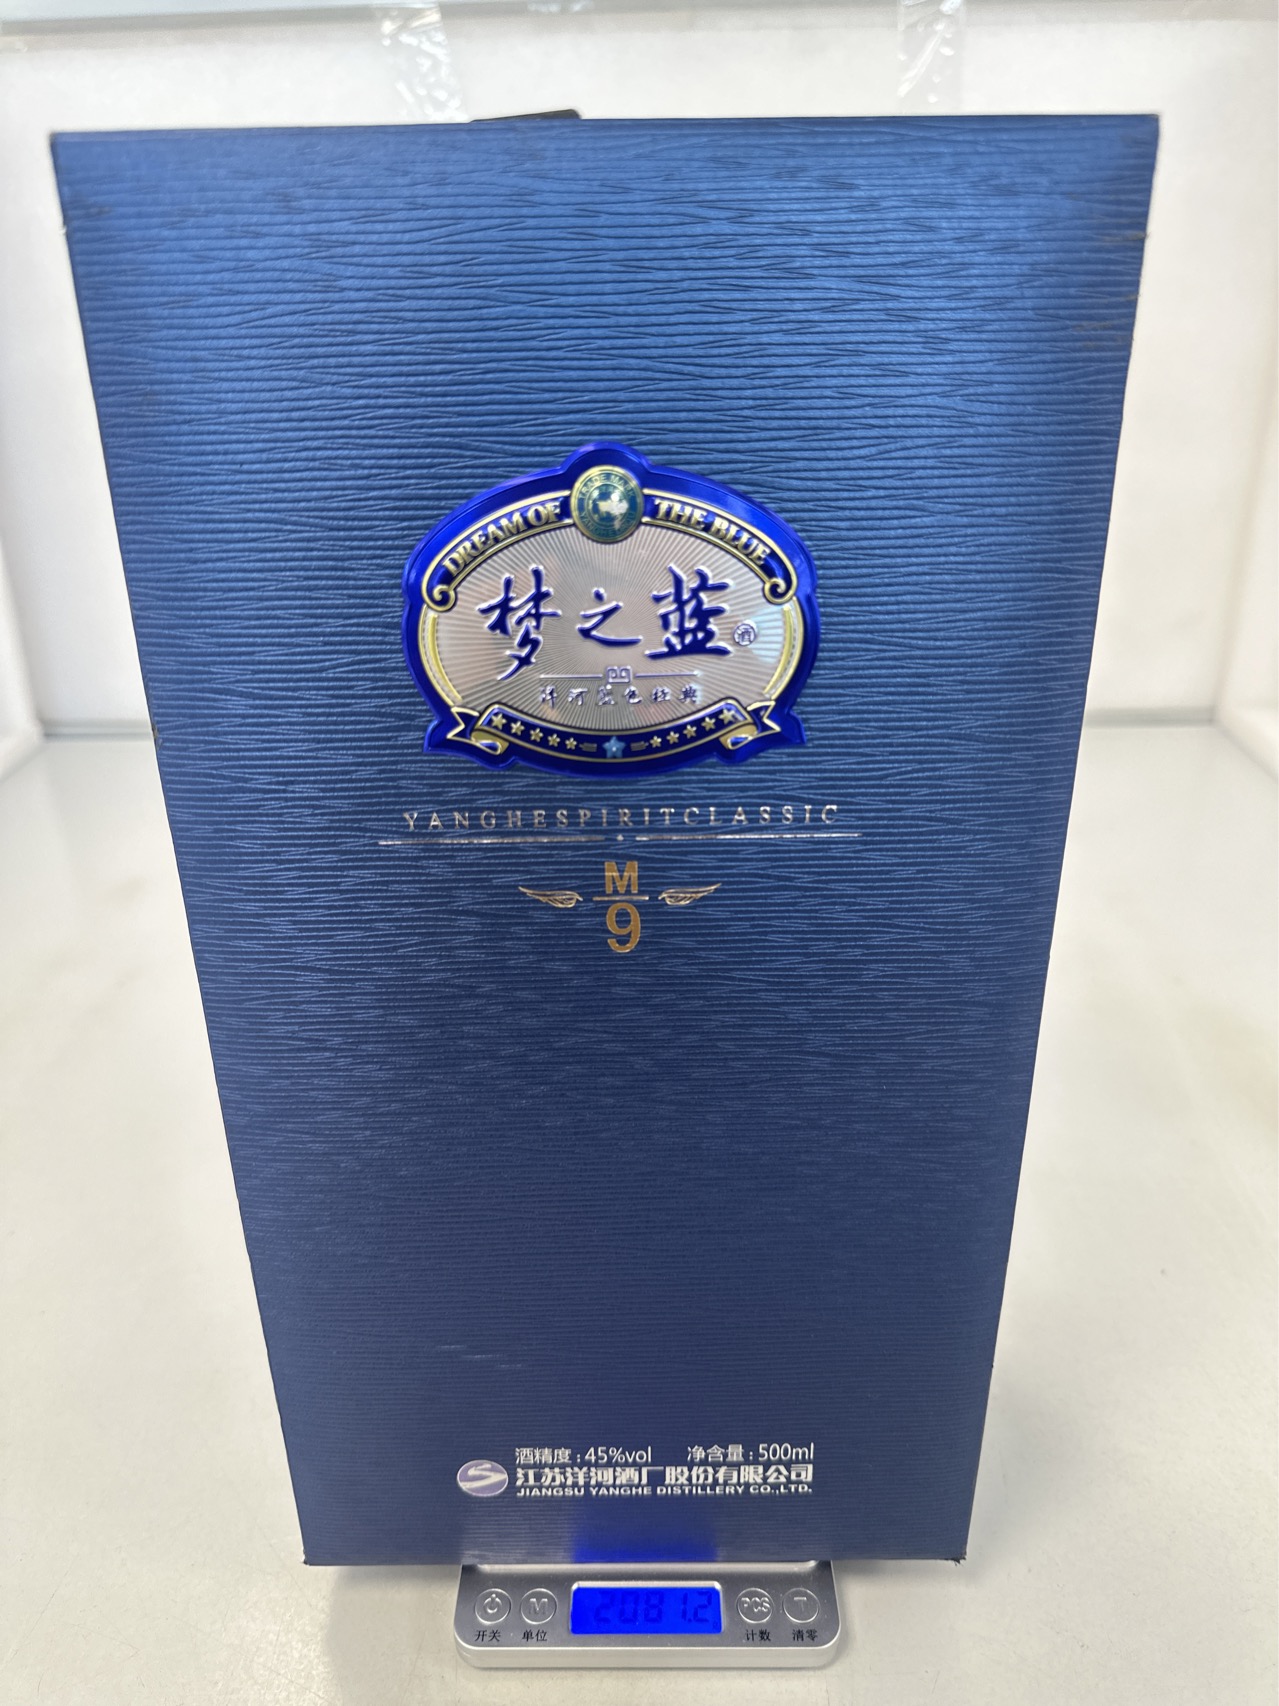 TRADE MARK
DREAM OF THE BLUE
梦之蓝 酒
洋河蓝色经典
YANGHESPIRITCLASSIC
M
9
酒精度：45%vol 净含量：500ml
江苏洋河酒厂股份有限公司
JIANGSU YANGHE DISTILLERY CO.,LTD.
2081.2
M PCS T
开关 单位 计数 清零